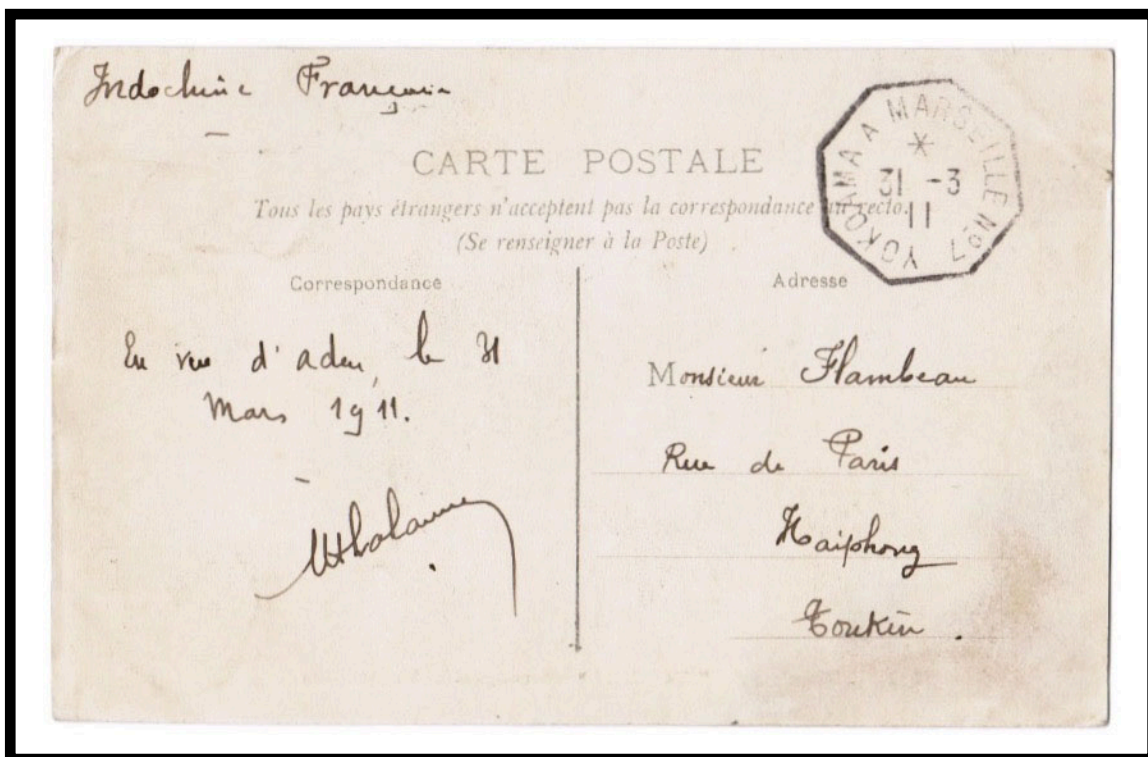 Indochine Française
CARTE POSTALE
Tous les pays étrangers n'acceptent pas la correspondance au recto.
(Se renseigner à la Poste)
YOKOAMA A MARSEILLE Nº7
31 -3
11
Correspondance
En vue d'aden, le 31
Mars 1911.
Adresse
Monsieur Flambeau
Rue de Paris
Haiphong
Tonkin.